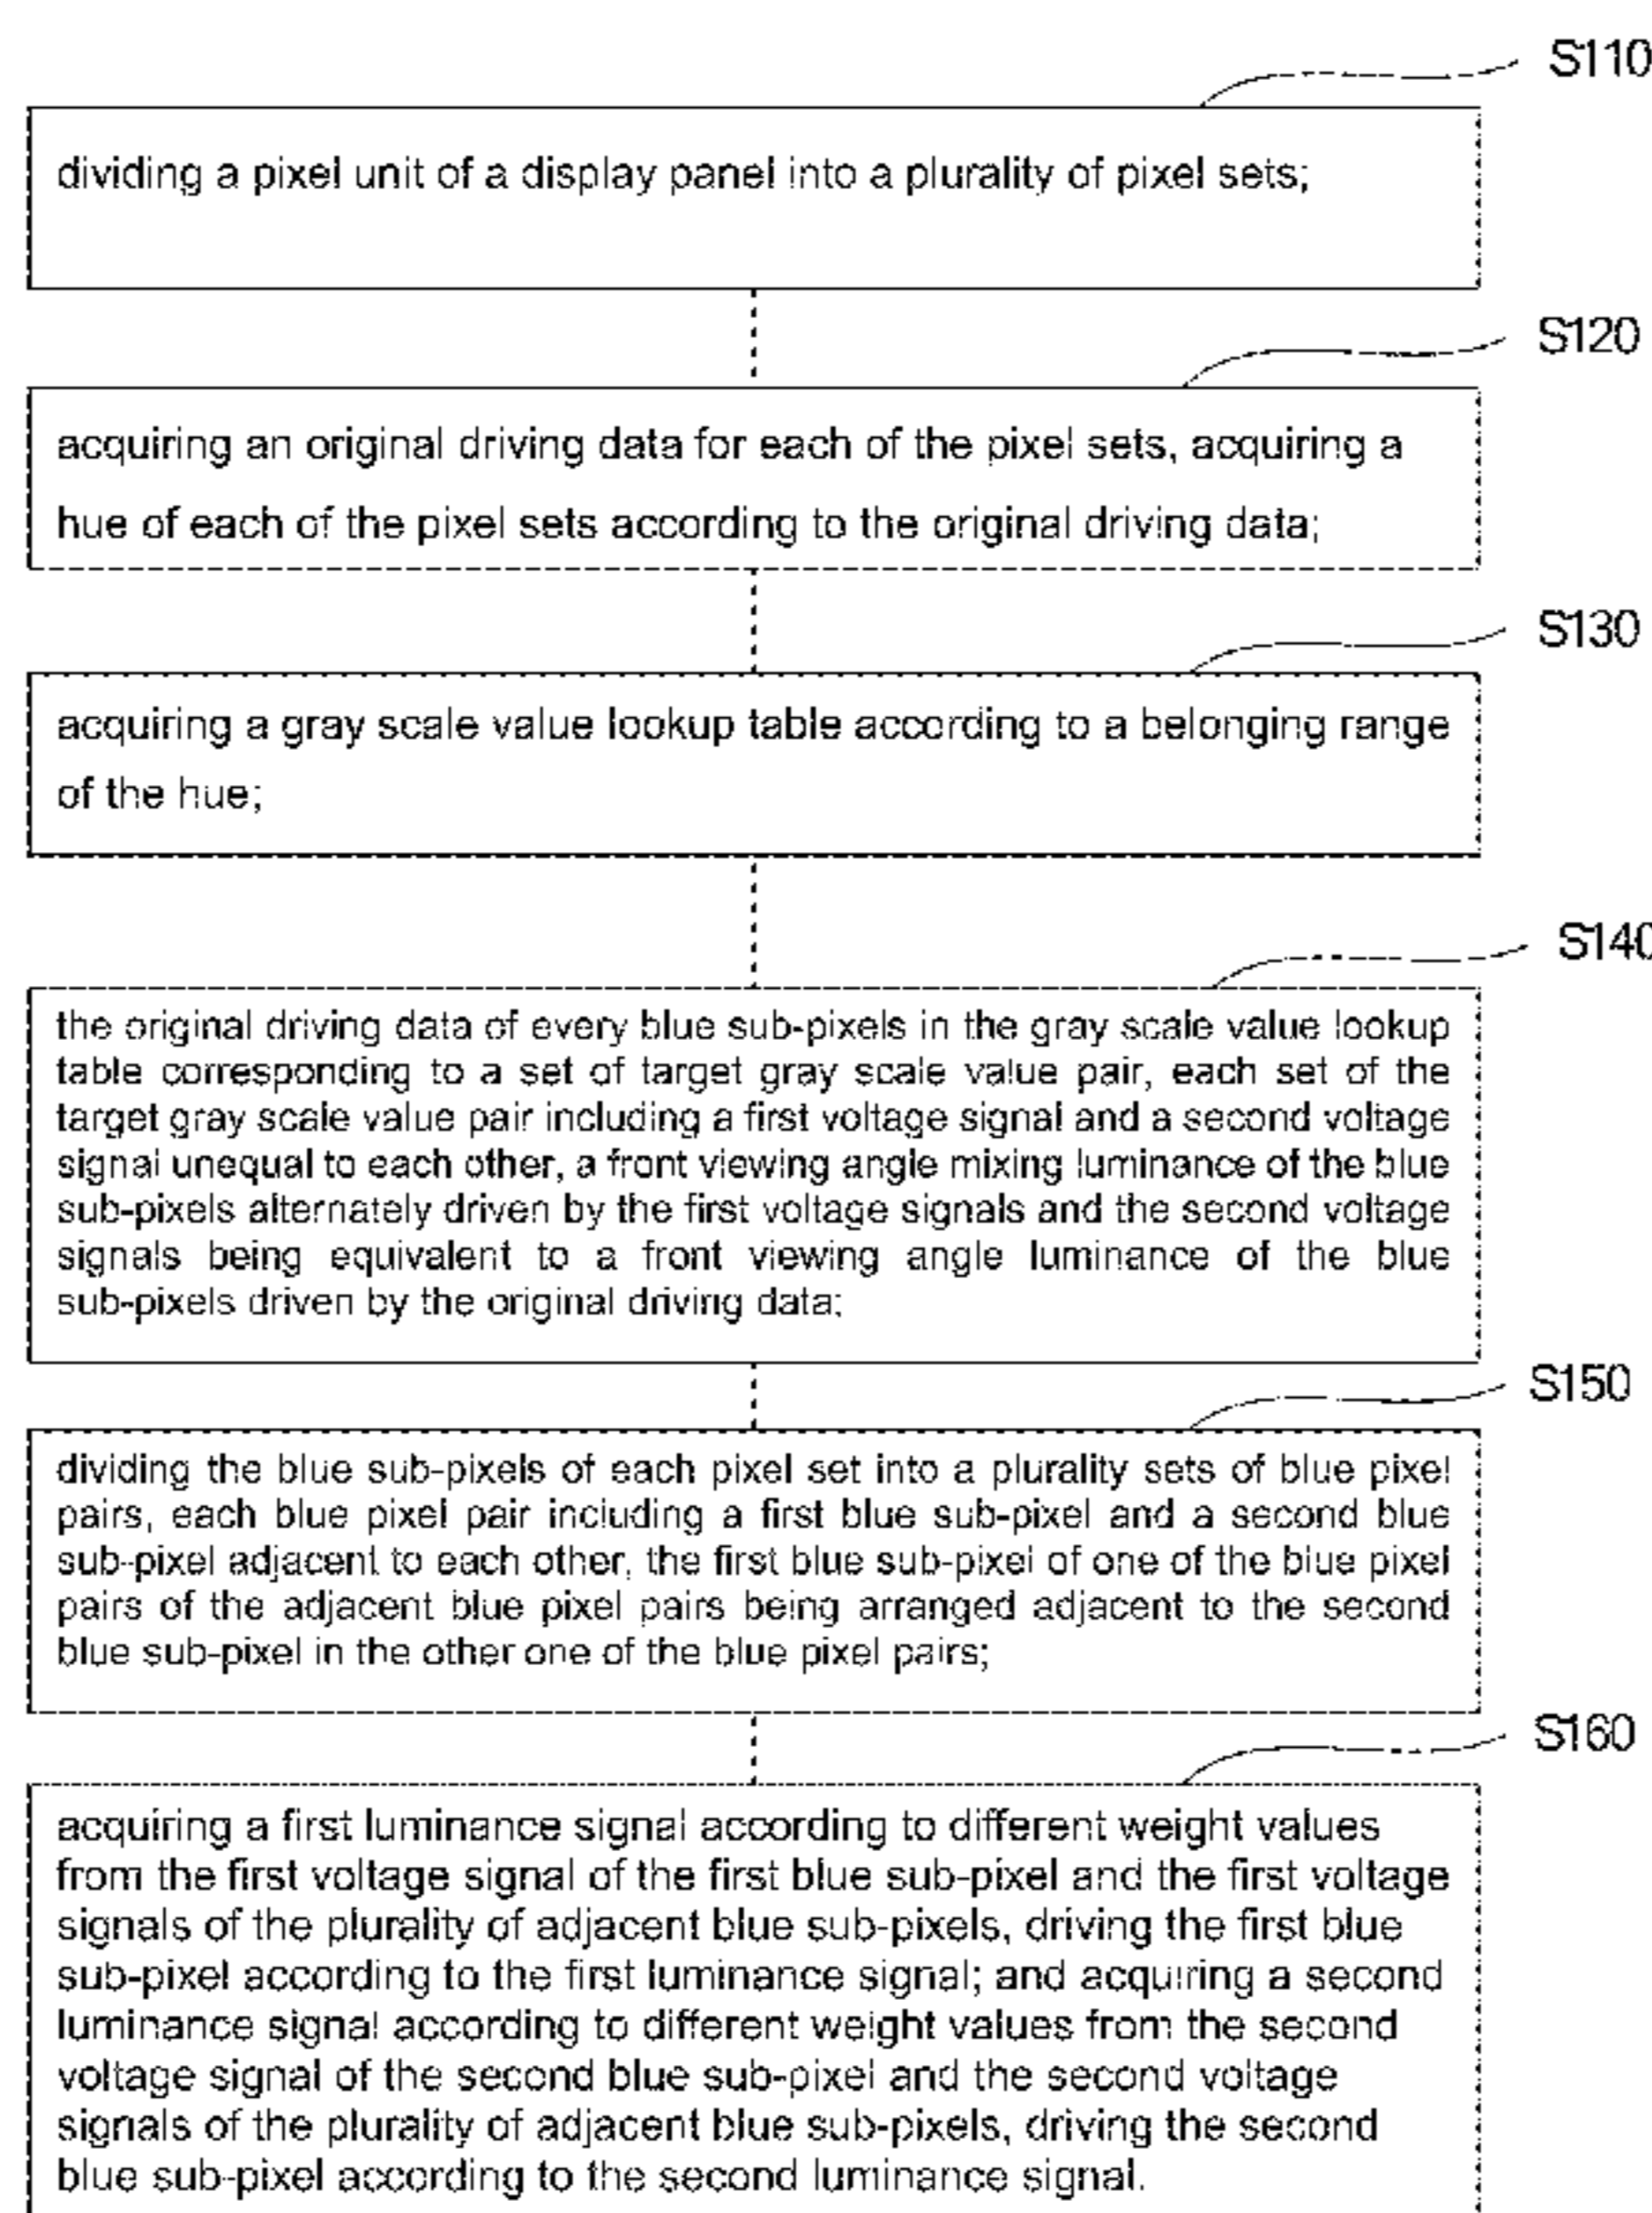 S110
dividing a pixel unit of a display panel into a plurality of pixel sets;
S120
acquiring an original driving data for each of the pixel sets, acquiring a
hue of each of the pixel sets according to the original driving data;
S130
acquiring a gray scale value lookup table according to a belonging range
of the hue;
S140
the original driving data of every blue sub-pixels in the gray scale value lookup
table corresponding to a set of target gray scale value pair, each set of the
target gray scale value pair including a first voltage signal and a second voltage
signal unequal to each other, a front viewing angle mixing luminance of the blue
sub-pixels alternately driven by the first voltage signals and the second voltage
signals being equivalent to a front viewing angle luminance of the blue
sub-pixels driven by the original driving data;
S150
dividing the blue sub-pixels of each pixel set into a plurality sets of blue pixel
pairs, each blue pixel pair including a first blue sub-pixel and a second blue
sub-pixel adjacent to each other, the first blue sub-pixel of one of the blue pixel
pairs of the adjacent blue pixel pairs being arranged adjacent to the second
blue sub-pixel in the other one of the blue pixel pairs;
S160
acquiring a first luminance signal according to different weight values
from the first voltage signal of the first blue sub-pixel and the first voltage
signals of the plurality of adjacent blue sub-pixels, driving the first blue
sub-pixel according to the first luminance signal; and acquiring a second
luminance signal according to different weight values from the second
voltage signal of the second blue sub-pixel and the second voltage
signals of the plurality of adjacent blue sub-pixels, driving the second
blue sub-pixel according to the second luminance signal.